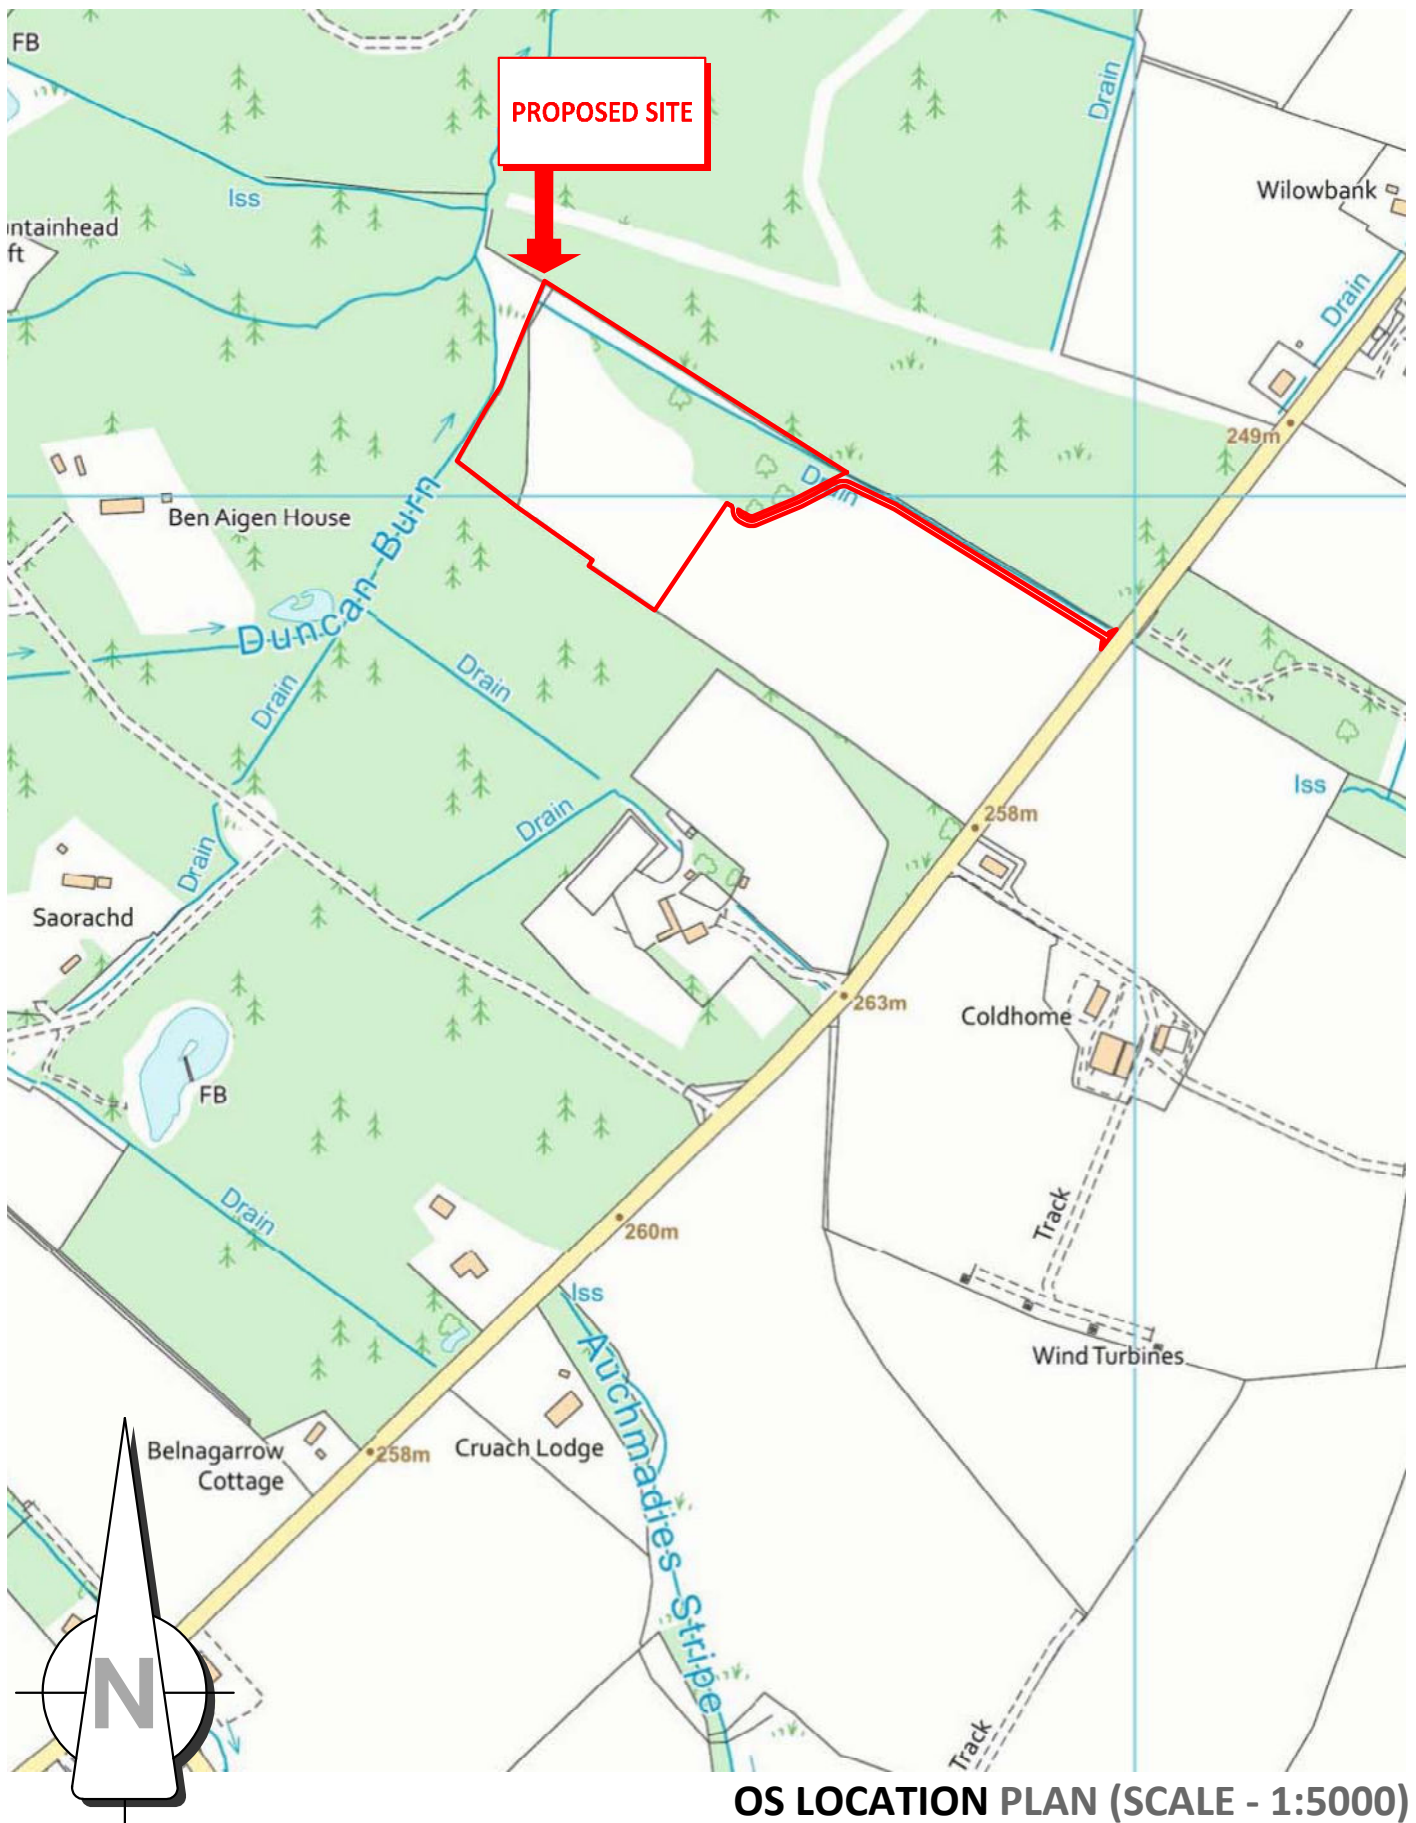 FB
PROPOSED SITE
Drain
Iss
Wilowbank
untainhead
ft
Drain
249m
Drain
Ben Aigen House
Duncan Burn
Drain
Drain
Iss
258m
Drain
Drain
Saorachd
263m
Coldhome
FB
Track
Drain
260m
Iss
Wind Turbines
Auchmadies Stripe
Belnagarrow
Cottage
258m
Cruach Lodge
N
Track
OS LOCATION PLAN (SCALE - 1:5000)